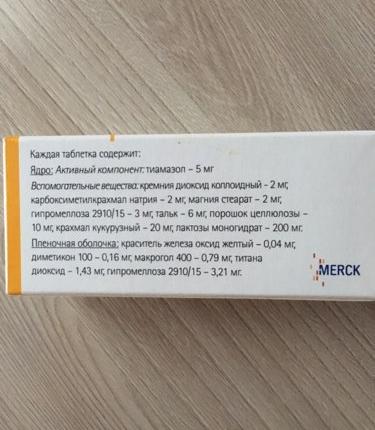 Каждая таблетка содержит:
Ядро: Активный компонент: тиамазол – 5 мг
Вспомогательные вещества: кремния диоксид коллоидный – 2 мг,
карбоксиметилкрахмал натрия – 2 мг, магния стеарат – 2 мг,
гипромеллоза 2910/15 – 3 мг, тальк – 6 мг, порошок целлюлозы –
10 мг, крахмал кукурузный – 20 мг, лактозы моногидрат – 200 мг.
Пленочная оболочка: краситель железа оксид желтый – 0,04 мг,
диметикон 100 – 0,16 мг, макрогол 400 – 0,79 мг, титана
диоксид – 1,43 мг, гипромеллоза 2910/15 – 3,21 мг.
MERCK